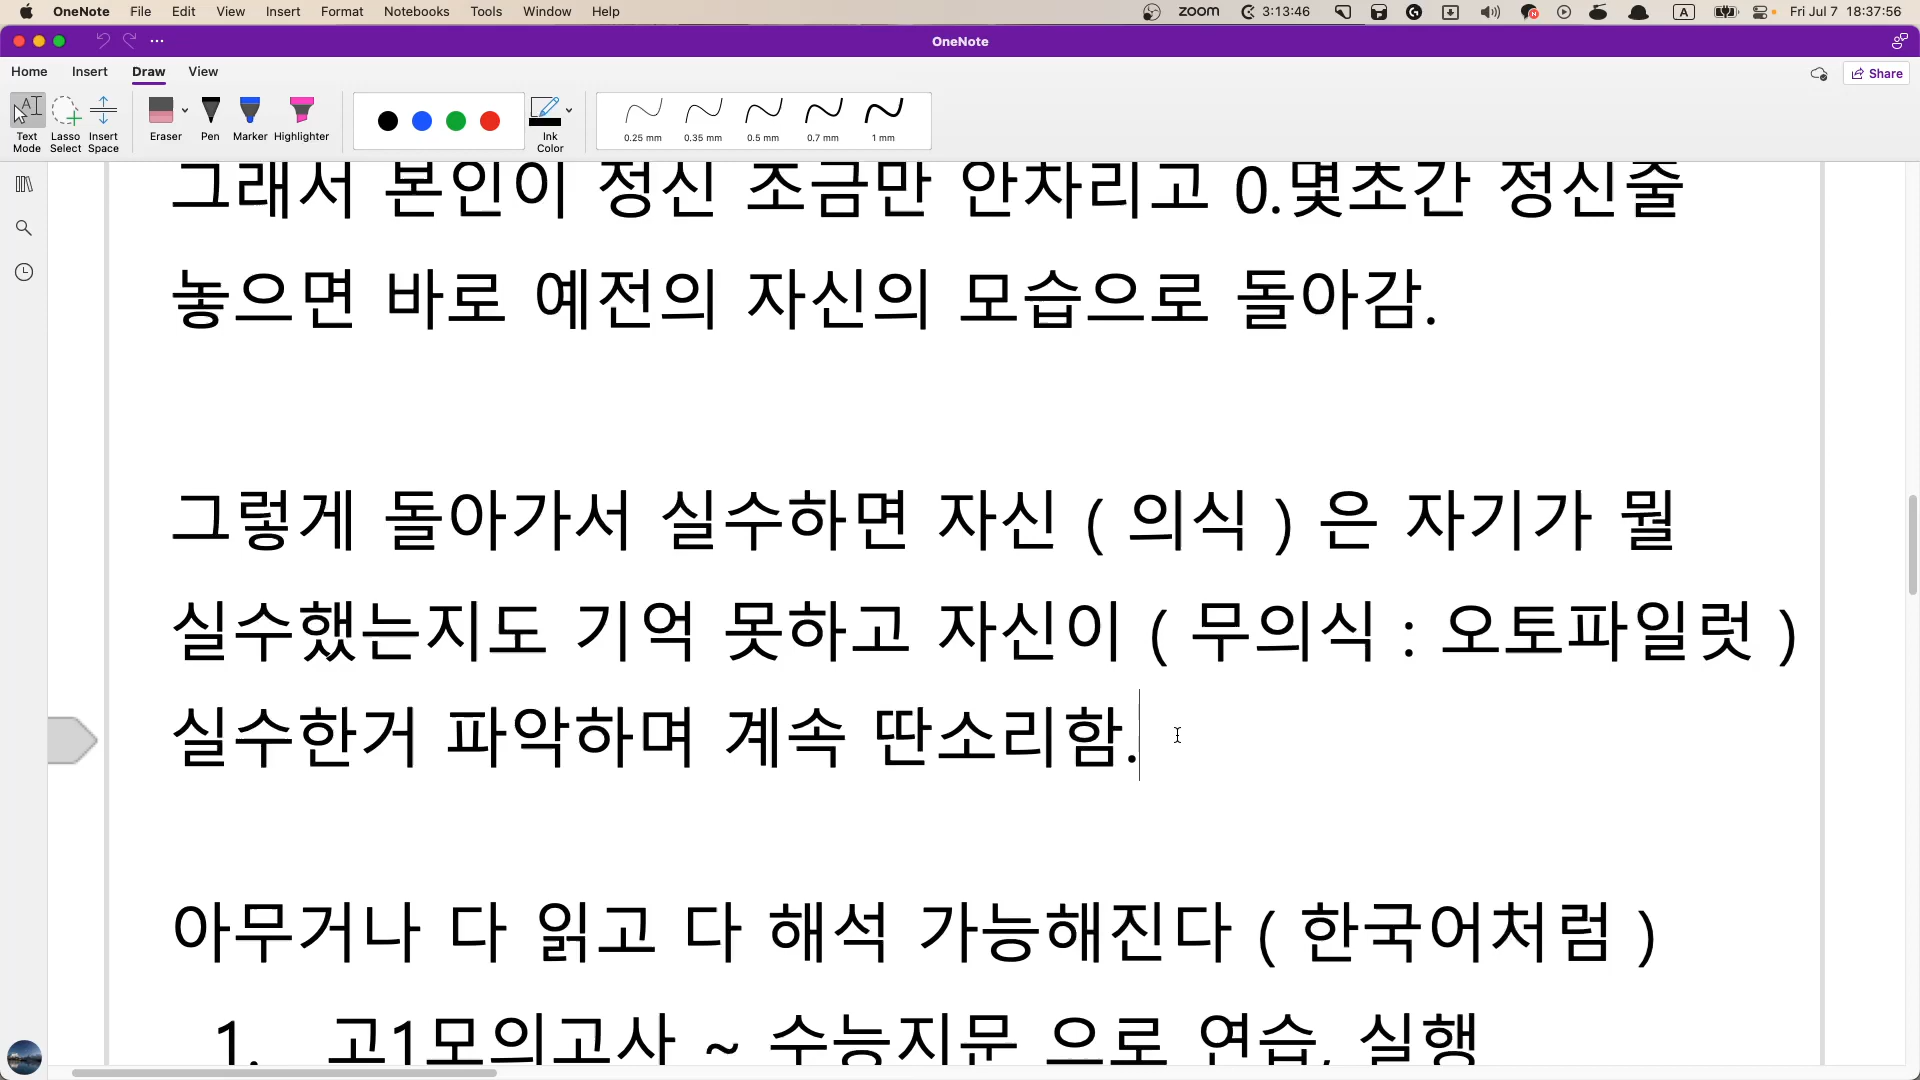 OneNote File Edit View Insert Format Notebooks Tools Window Help zoom 3:13:46 A Fri Jul 7 18:37:56
OneNote
Home Insert Draw View Share
Text Mode Lasso Select Insert Space Eraser Pen Marker Highlighter Ink Color 0.25 mm 0.35 mm 0.5 mm 0.7 mm 1 mm
그래서 본인이 정신 조금만 안차리고 0.몇초간 정신줄
놓으면 바로 예전의 자신의 모습으로 돌아감.
그렇게 돌아가서 실수하면 자신 ( 의식 ) 은 자기가 뭘
실수했는지도 기억 못하고 자신이 ( 무의식 : 오토파일럿 )
실수한거 파악하며 계속 딴소리함.
아무거나 다 읽고 다 해석 가능해진다 ( 한국어처럼 )
1. 고1모의고사 ~ 수능지문 으로 연습, 실행